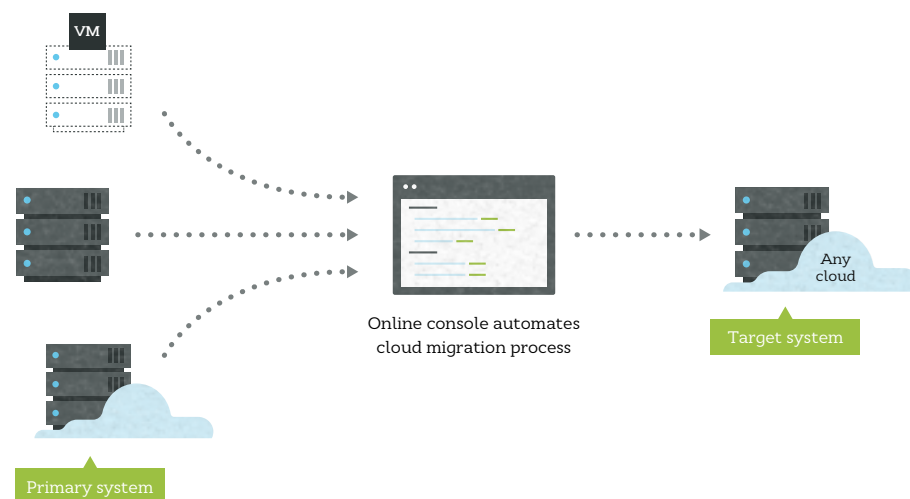 VM
Online console automates
cloud migration process
Any
cloud
Target system
Primary system